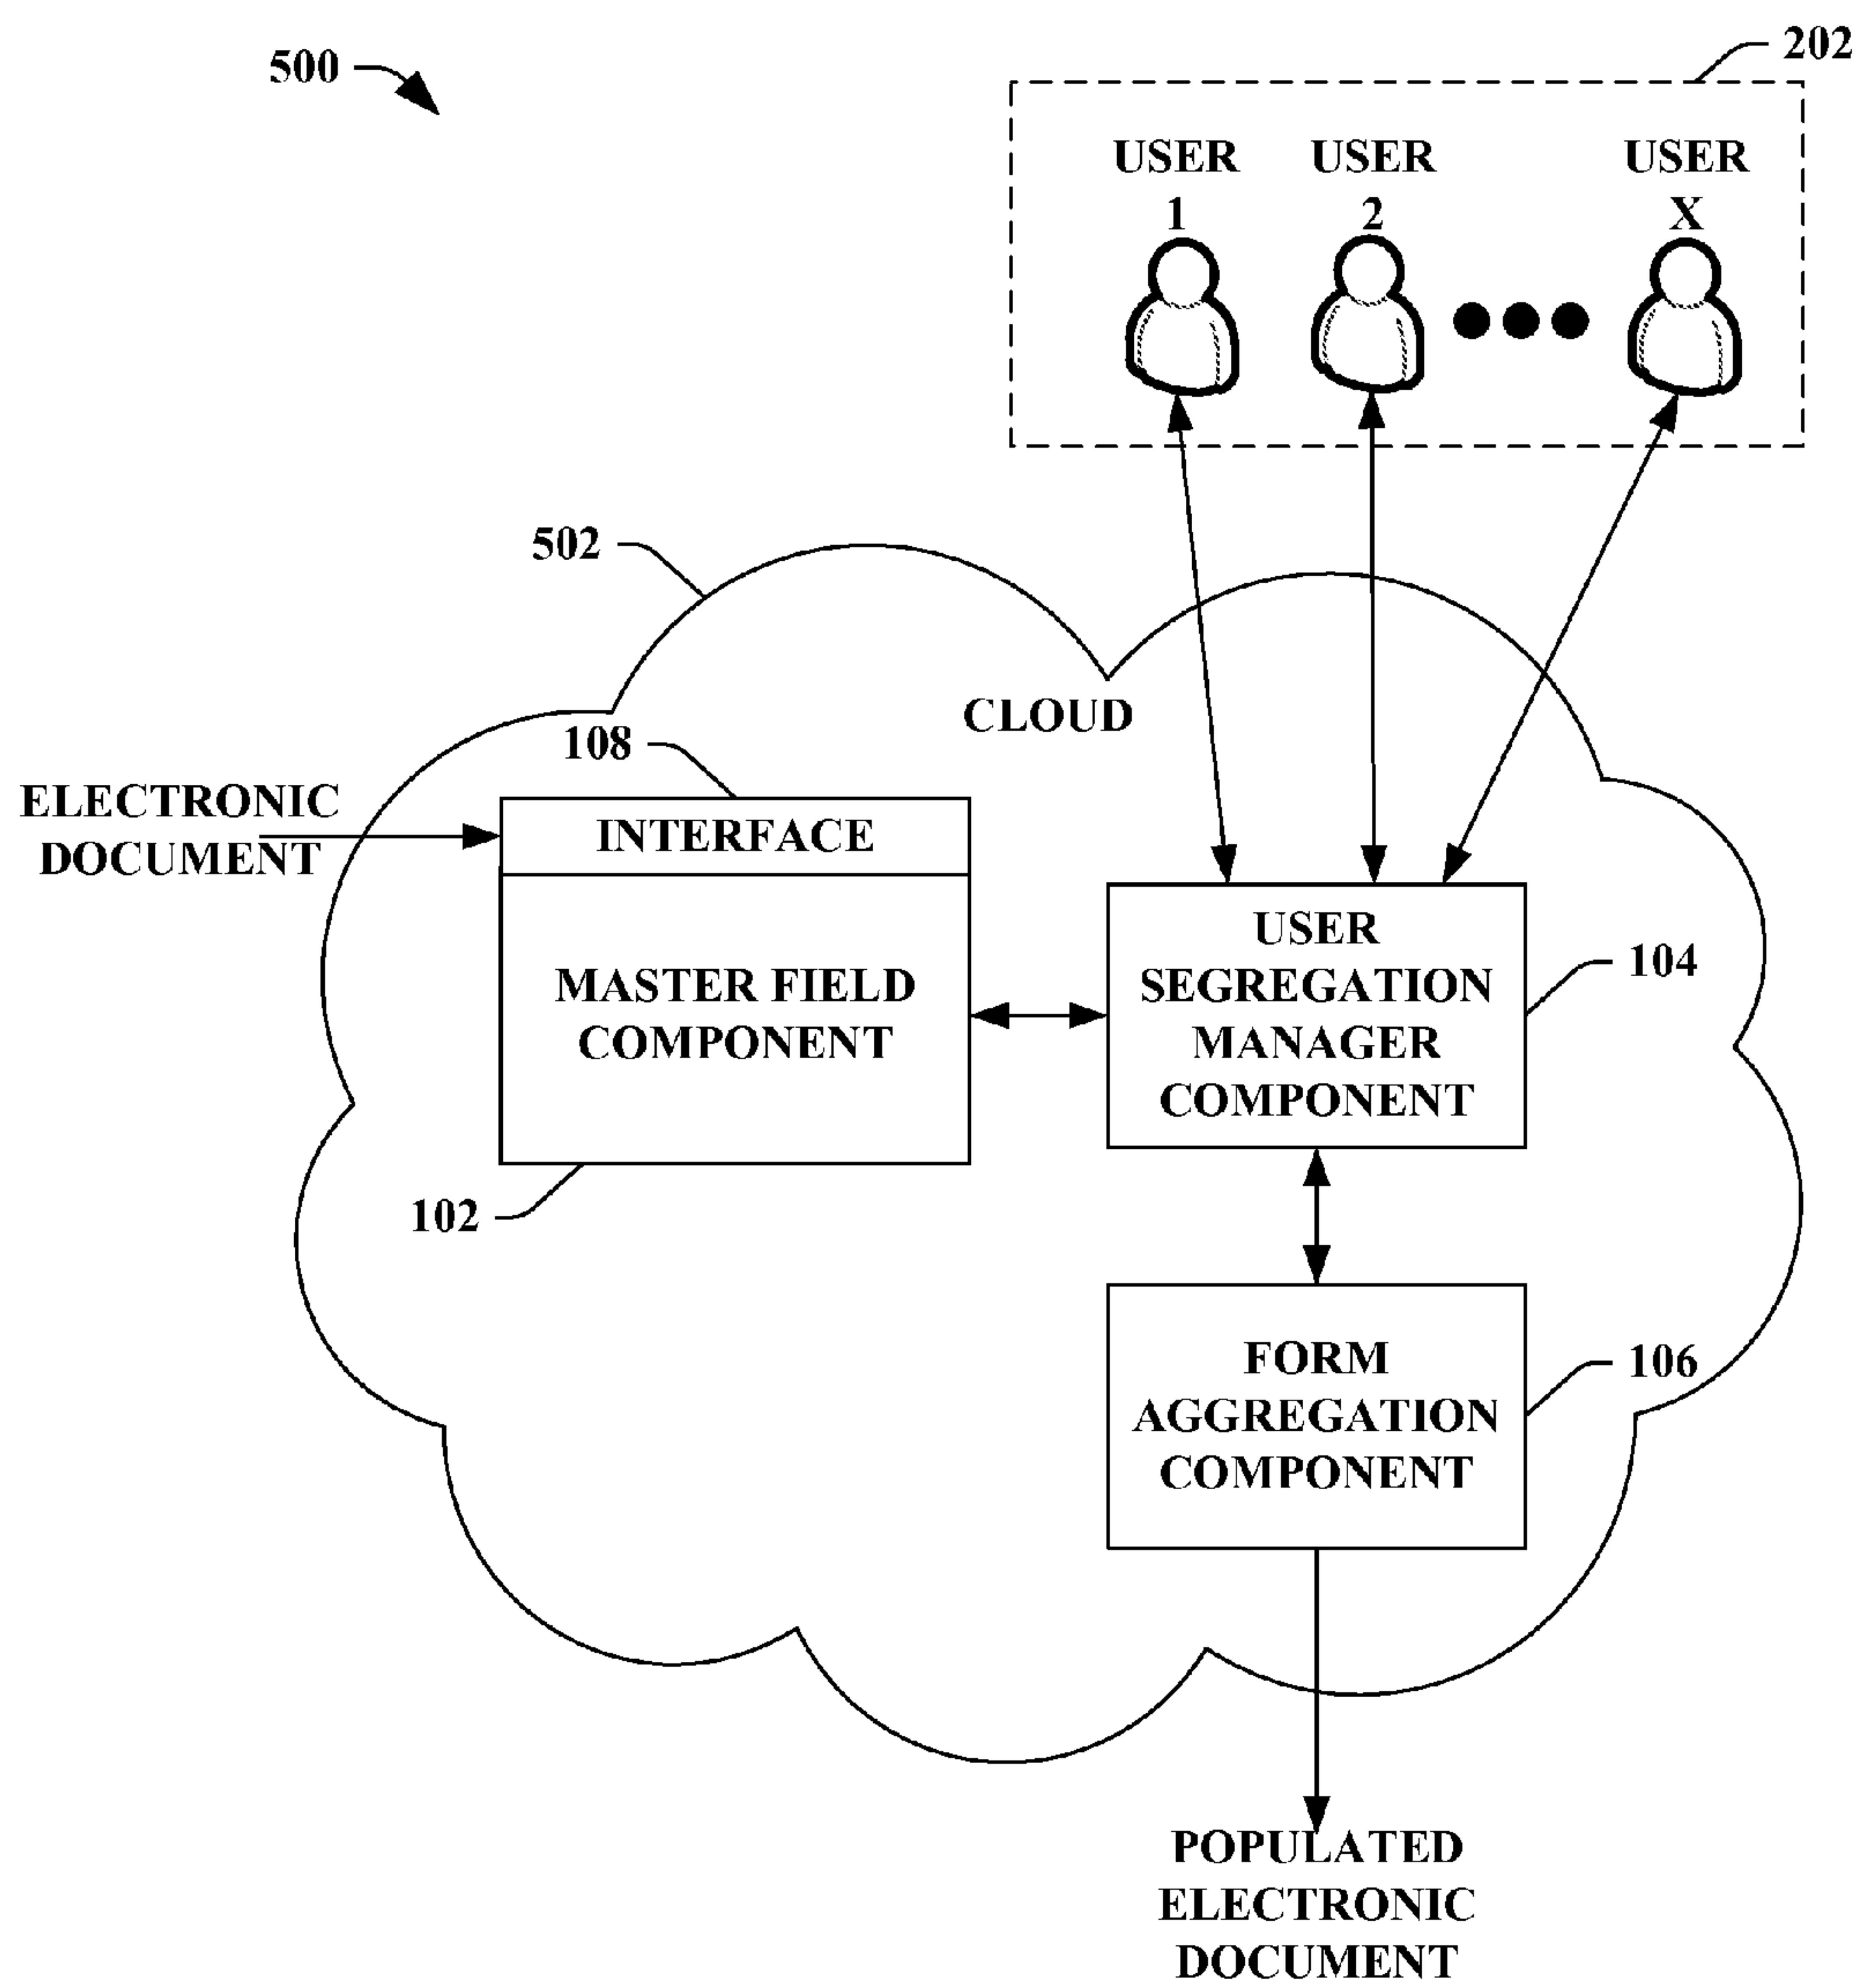 500
202
USER
1
USER
2
USER
X
502
CLOUD
108
ELECTRONIC
DOCUMENT
INTERFACE
MASTER FIELD
COMPONENT
102
USER
SEGREGATION
MANAGER
COMPONENT
104
FORM
AGGREGATION
COMPONENT
106
POPULATED
ELECTRONIC
DOCUMENT